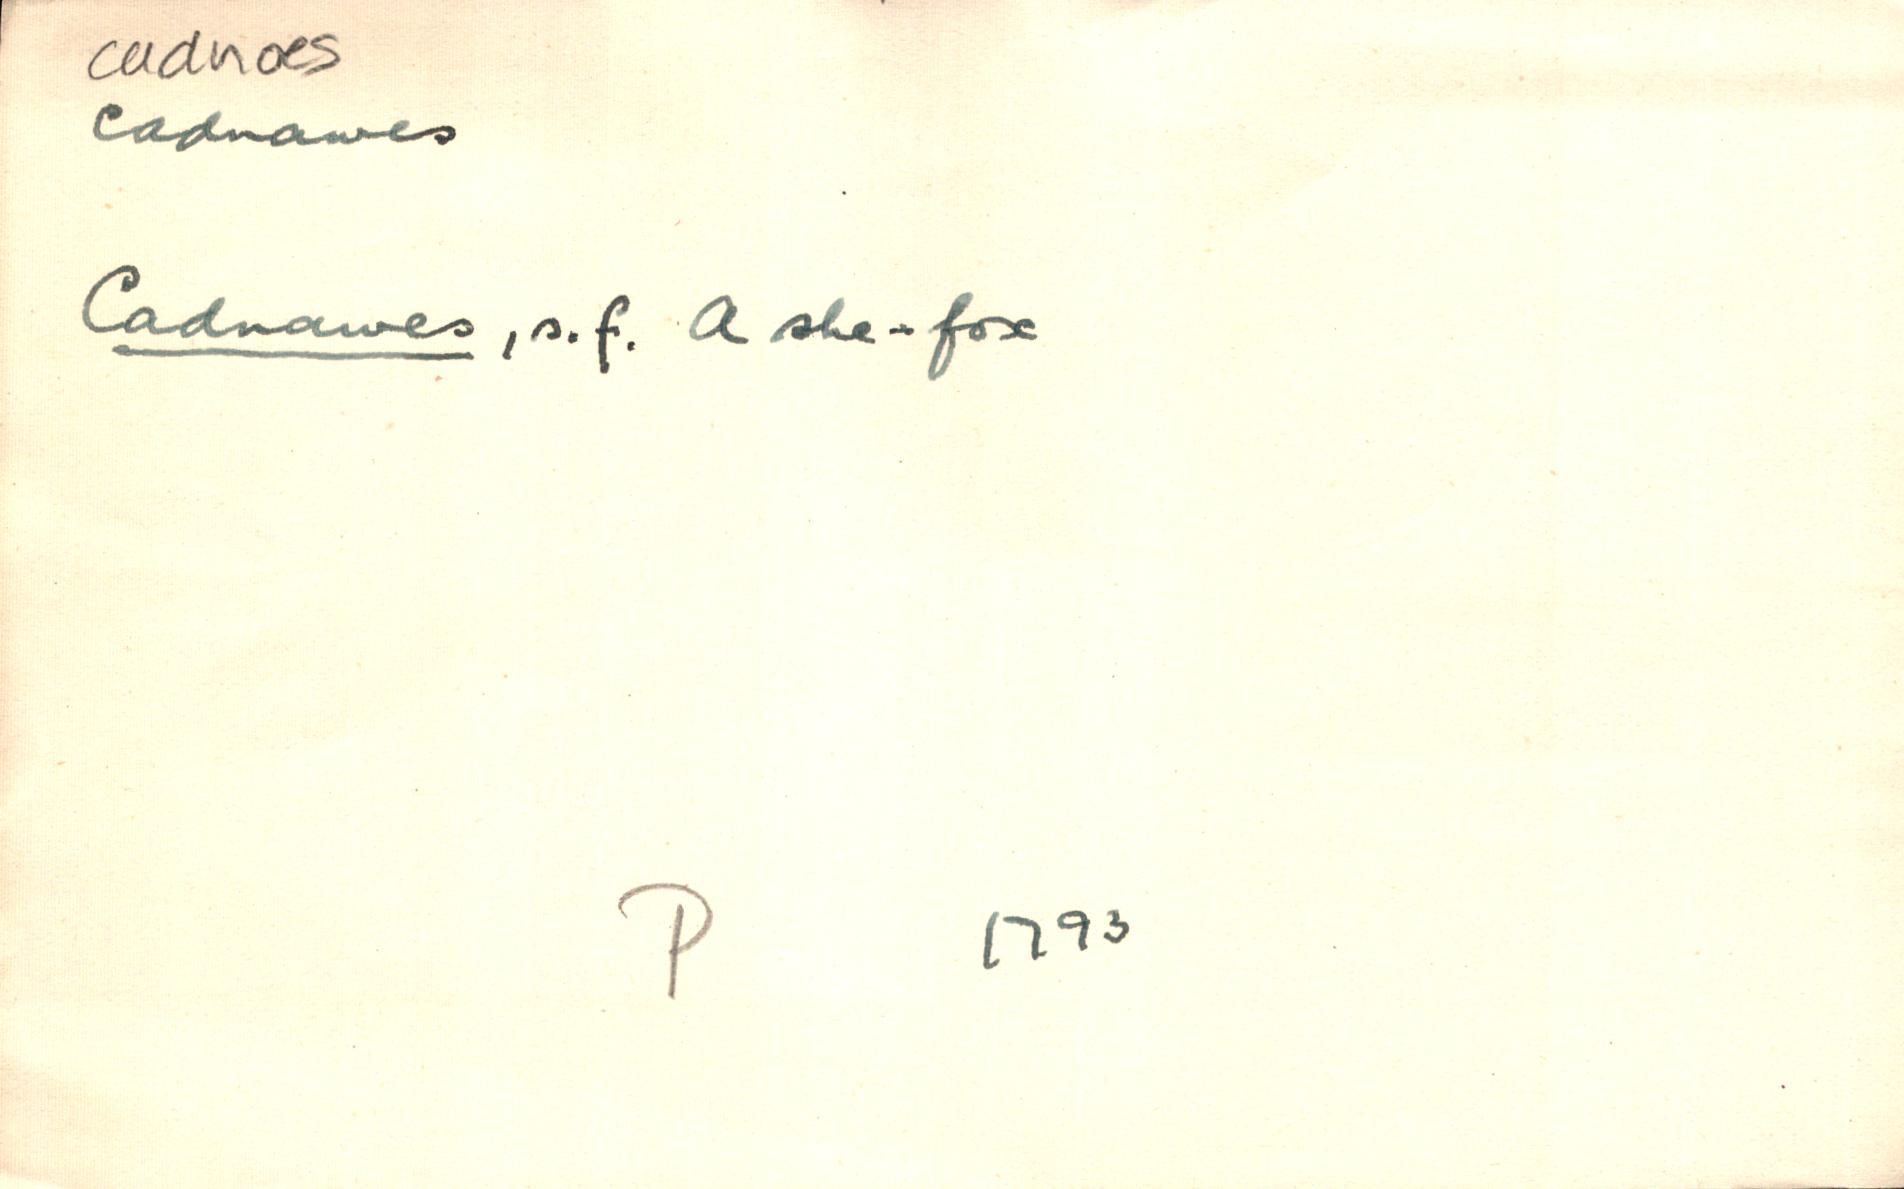 cadnoes
cadnawes
Cadnawes, s.f. A she-fox
P 1793